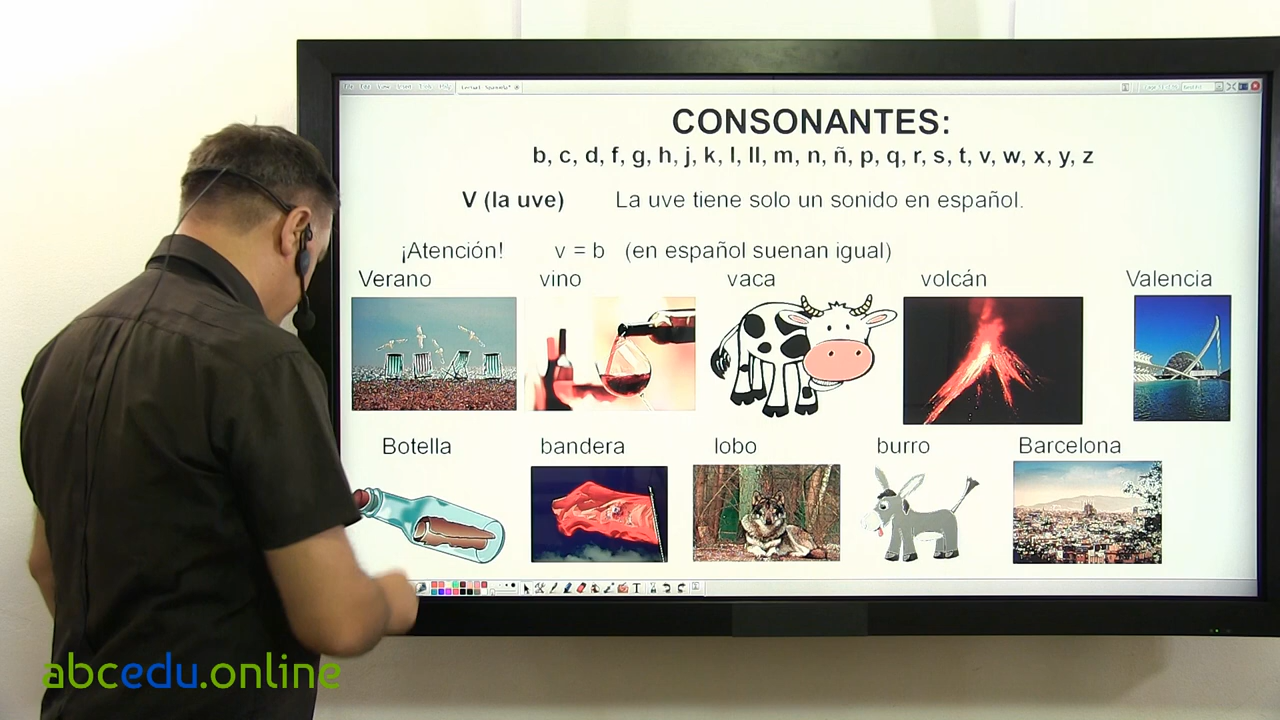 CONSONANTES:
b, c, d, f, g, h, j, k, l, ll, m, n, ñ, p, q, r, s, t, v, w, x, y, z
V (la uve) La uve tiene solo un sonido en español.
¡Atención! v = b (en español suenan igual)
Verano vino vaca volcán Valencia
Botella bandera lobo burro Barcelona
abcedu.online